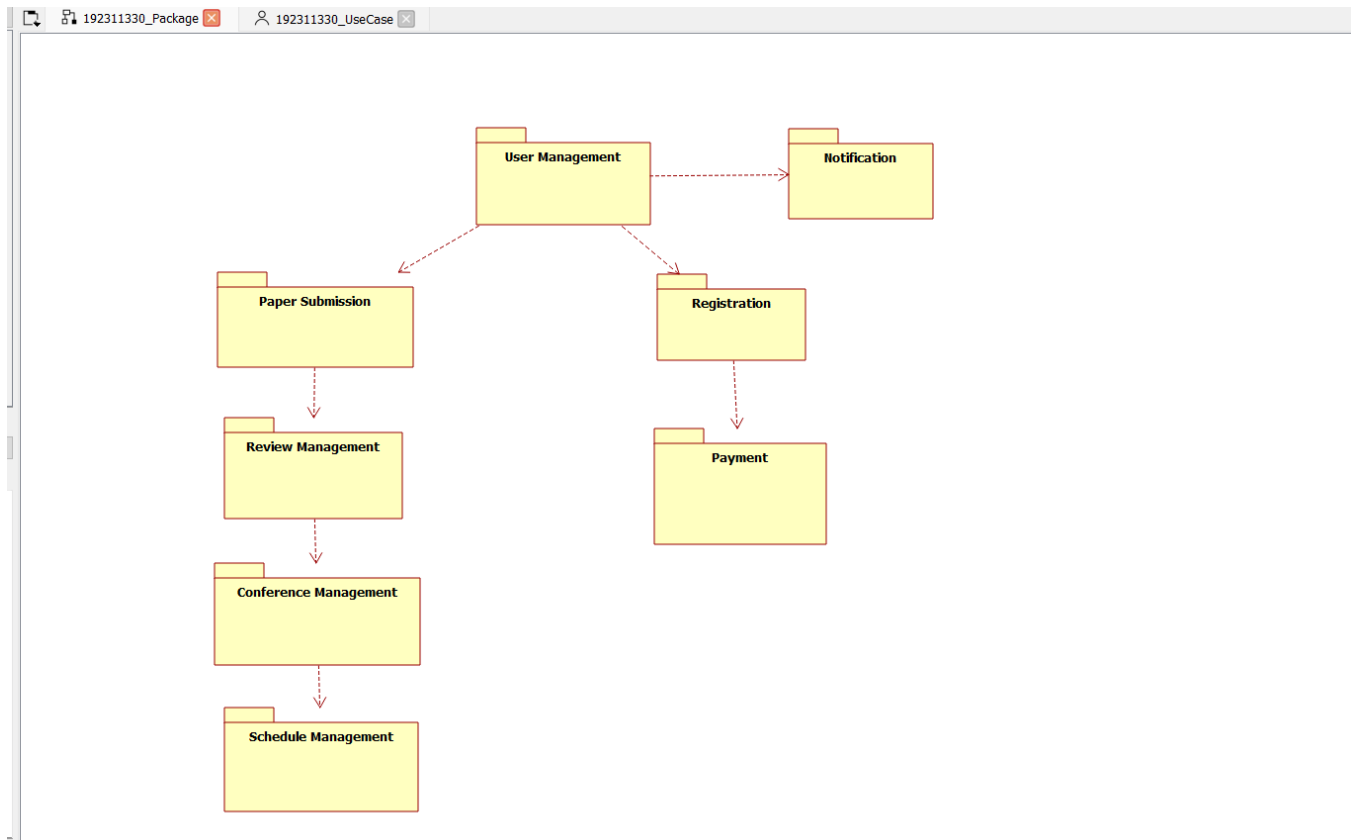 192311330_Package
192311330_UseCase
User Management
Notification
Paper Submission
Registration
Review Management
Payment
Conference Management
Schedule Management